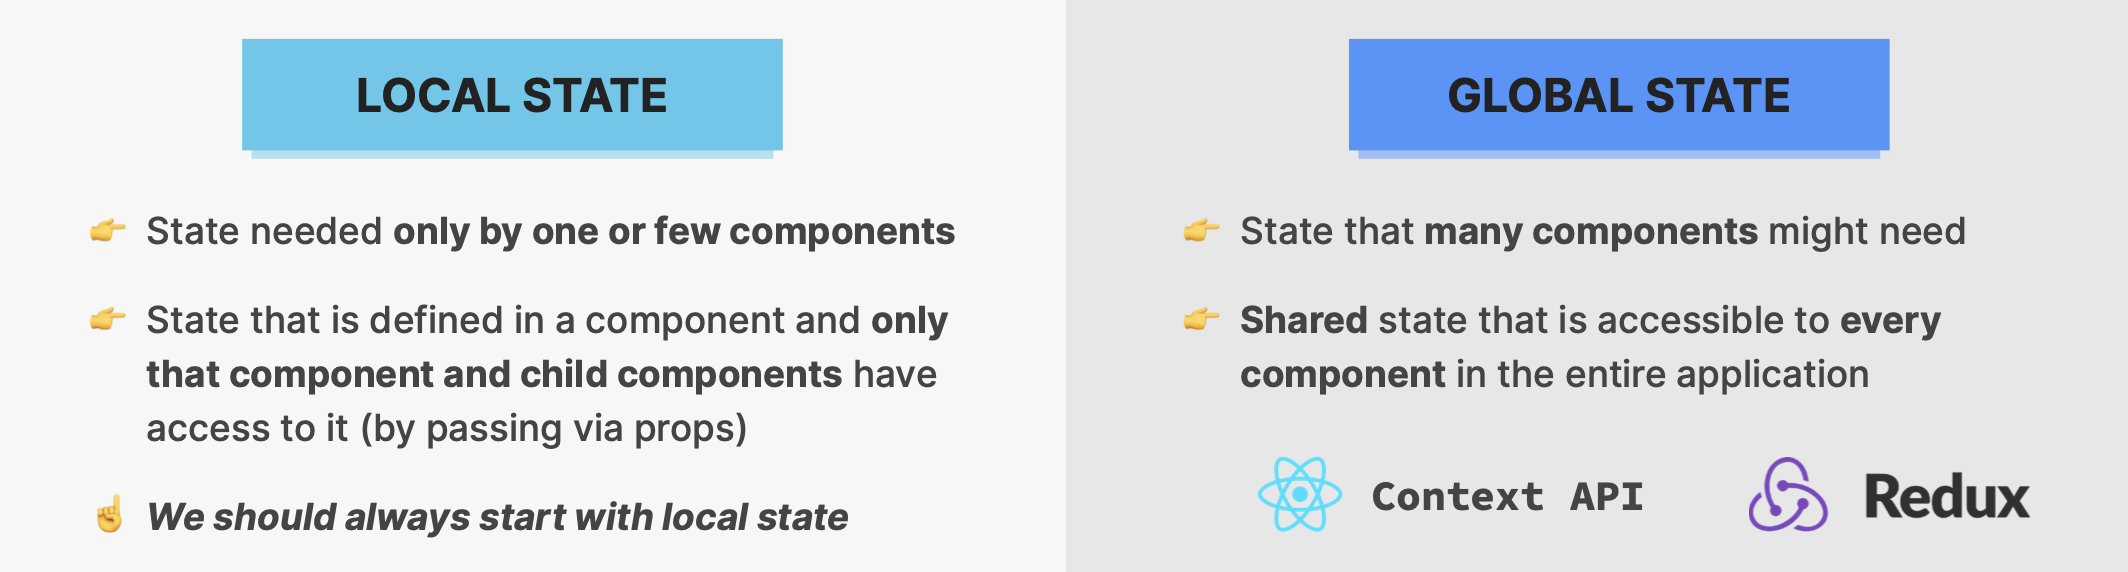 LOCAL STATE
State needed only by one or few components
State that is defined in a component and only
that component and child components have
access to it (by passing via props)
We should always start with local state
GLOBAL STATE
State that many components might need
Shared state that is accessible to every
component in the entire application
Context API
Redux